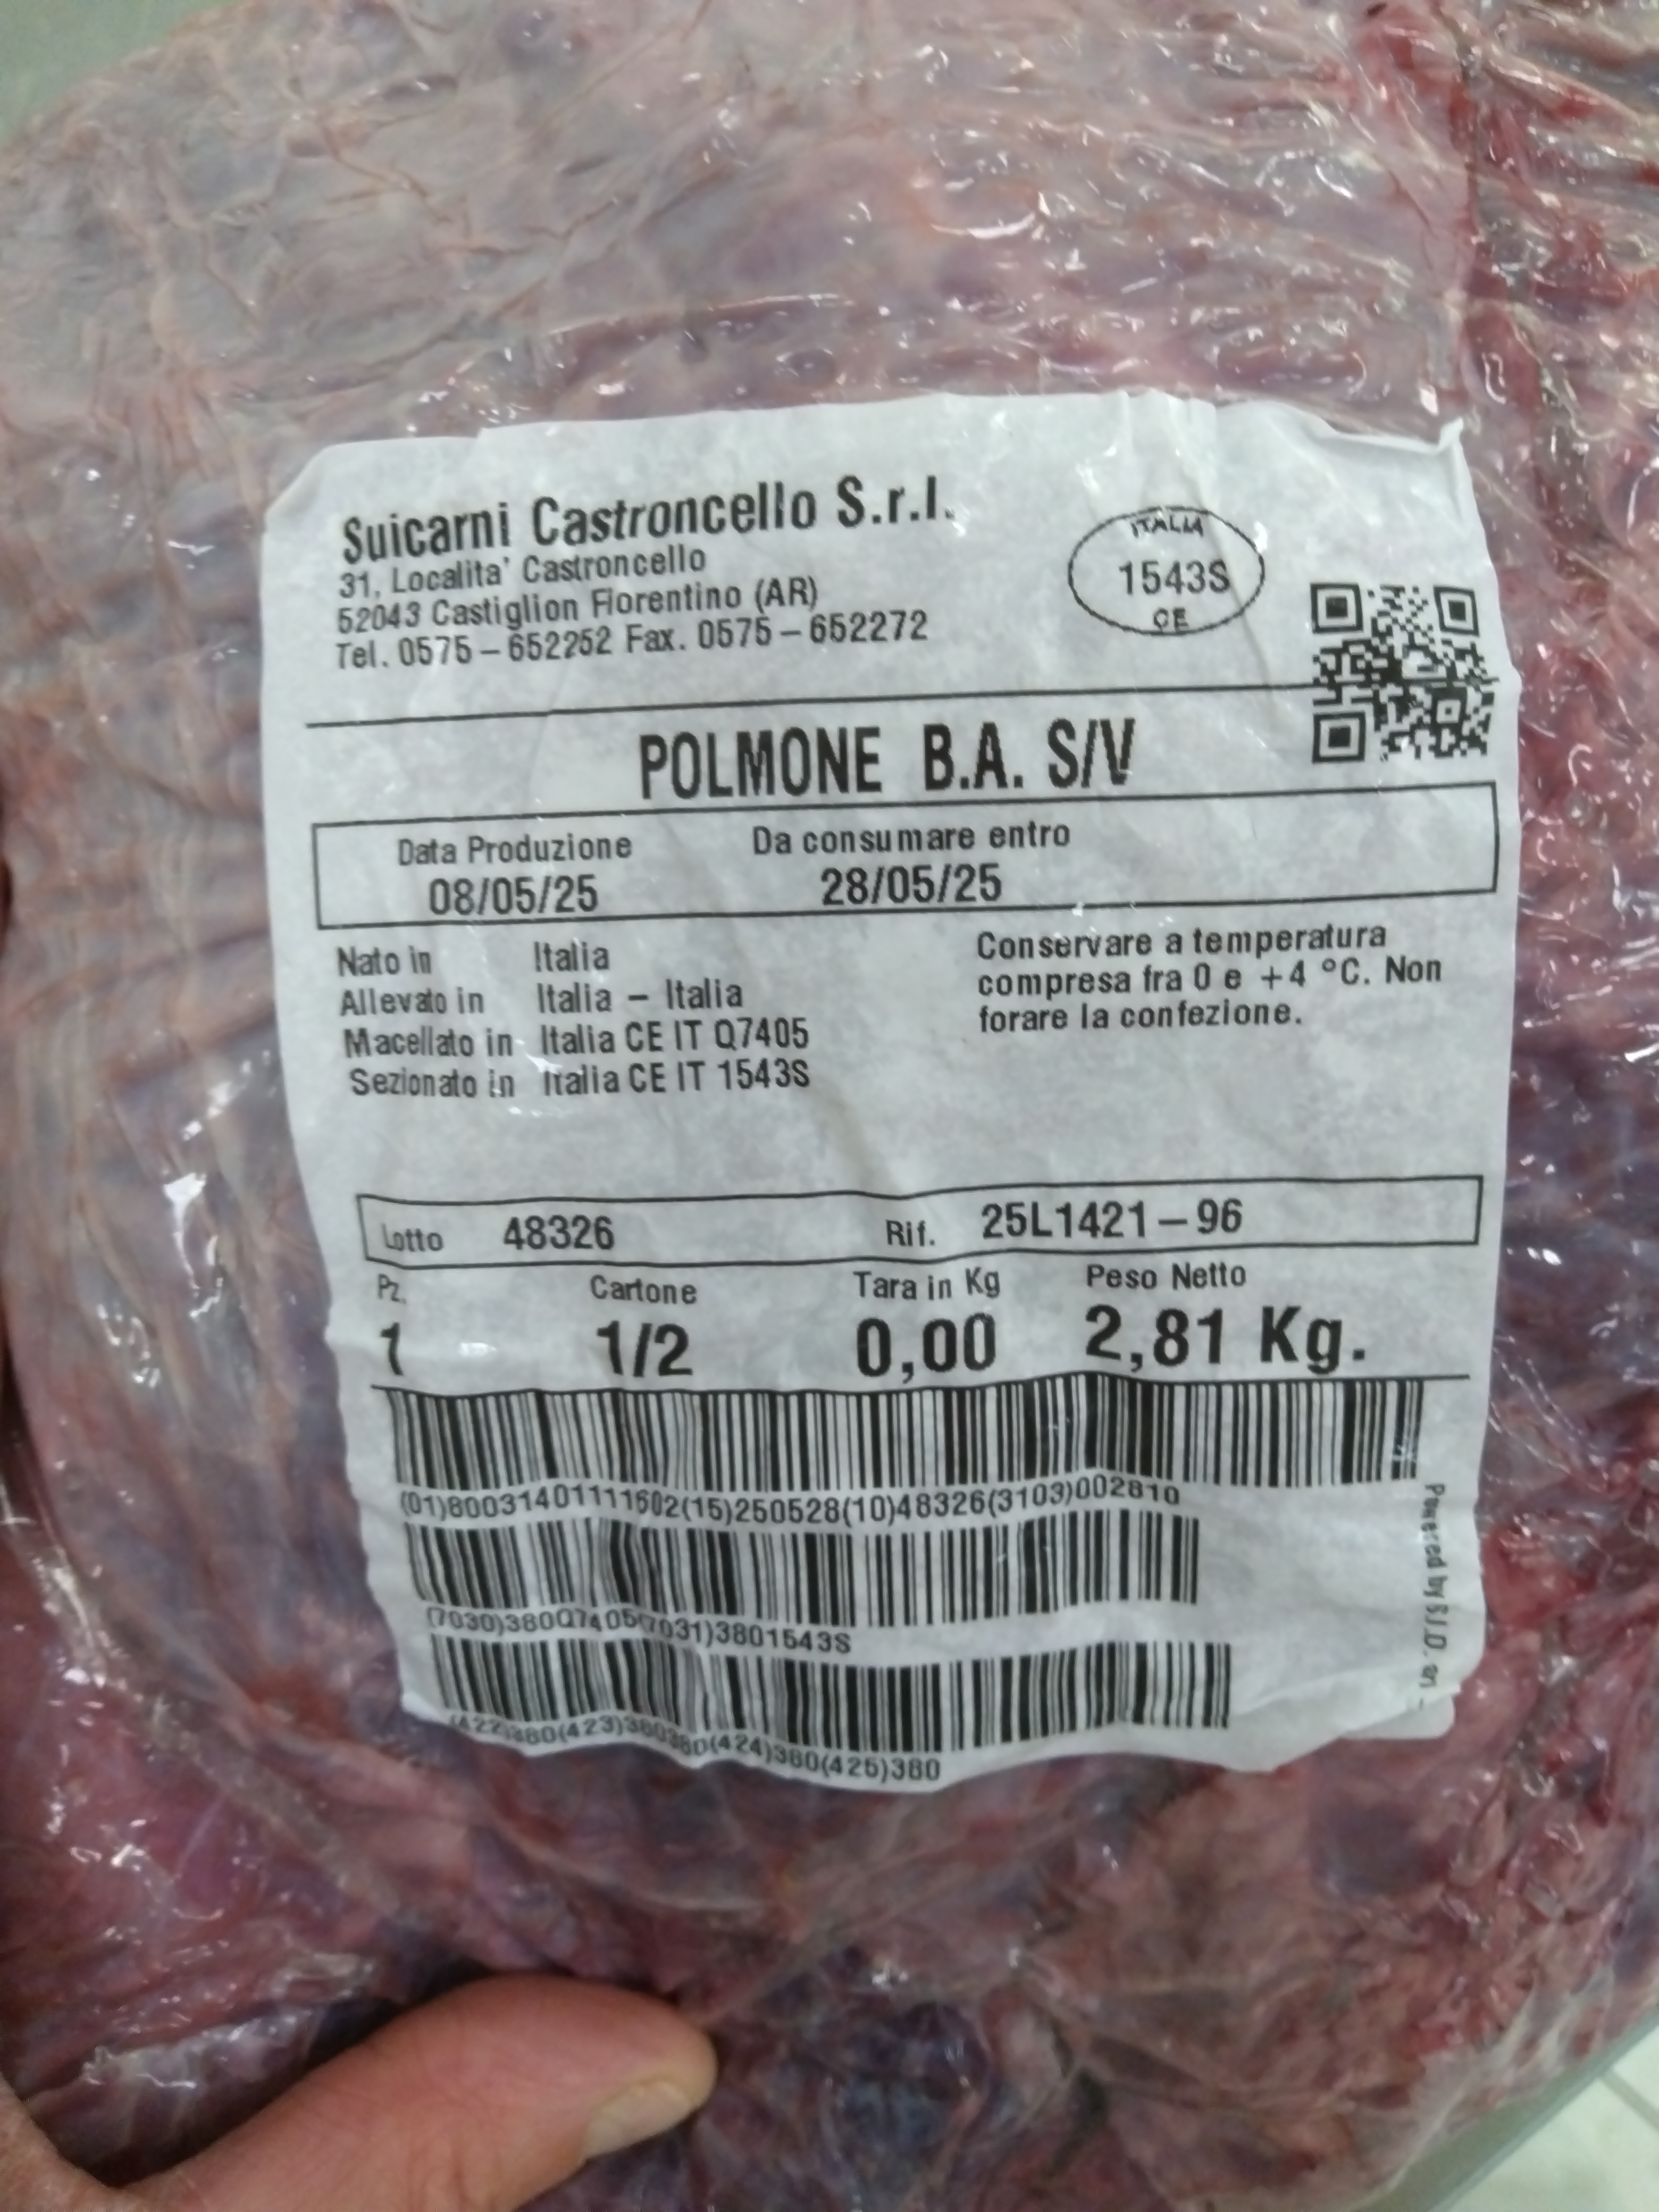 Suicarni Castroncello S.r.l.
31, Localita' Castroncello
52043 Castiglion Fiorentino (AR)
Tel. 0575-652252 Fax. 0575-652272
ITALIA
1543S
CE
POLMONE B.A. S/V
Data Produzione Da consumare entro
08/05/25 28/05/25
Nato in Italia
Allevato in Italia - Italia
Macellato in Italia CE IT Q7405
Sezionato in Italia CE IT 1543S
Conservare a temperatura
compresa fra 0 e +4 °C. Non
forare la confezione.
Lotto 48326 Rif. 25L1421-96
Pz. Cartone Tara in Kg Peso Netto
1 1/2 0,00 2,81 Kg.
(01)80031401111602(15)250528(10)48326(3103)002810
(7030)380Q7405(7031)3801543S
(422)380(423)380380(424)380(425)380
Powered by S.I.D.